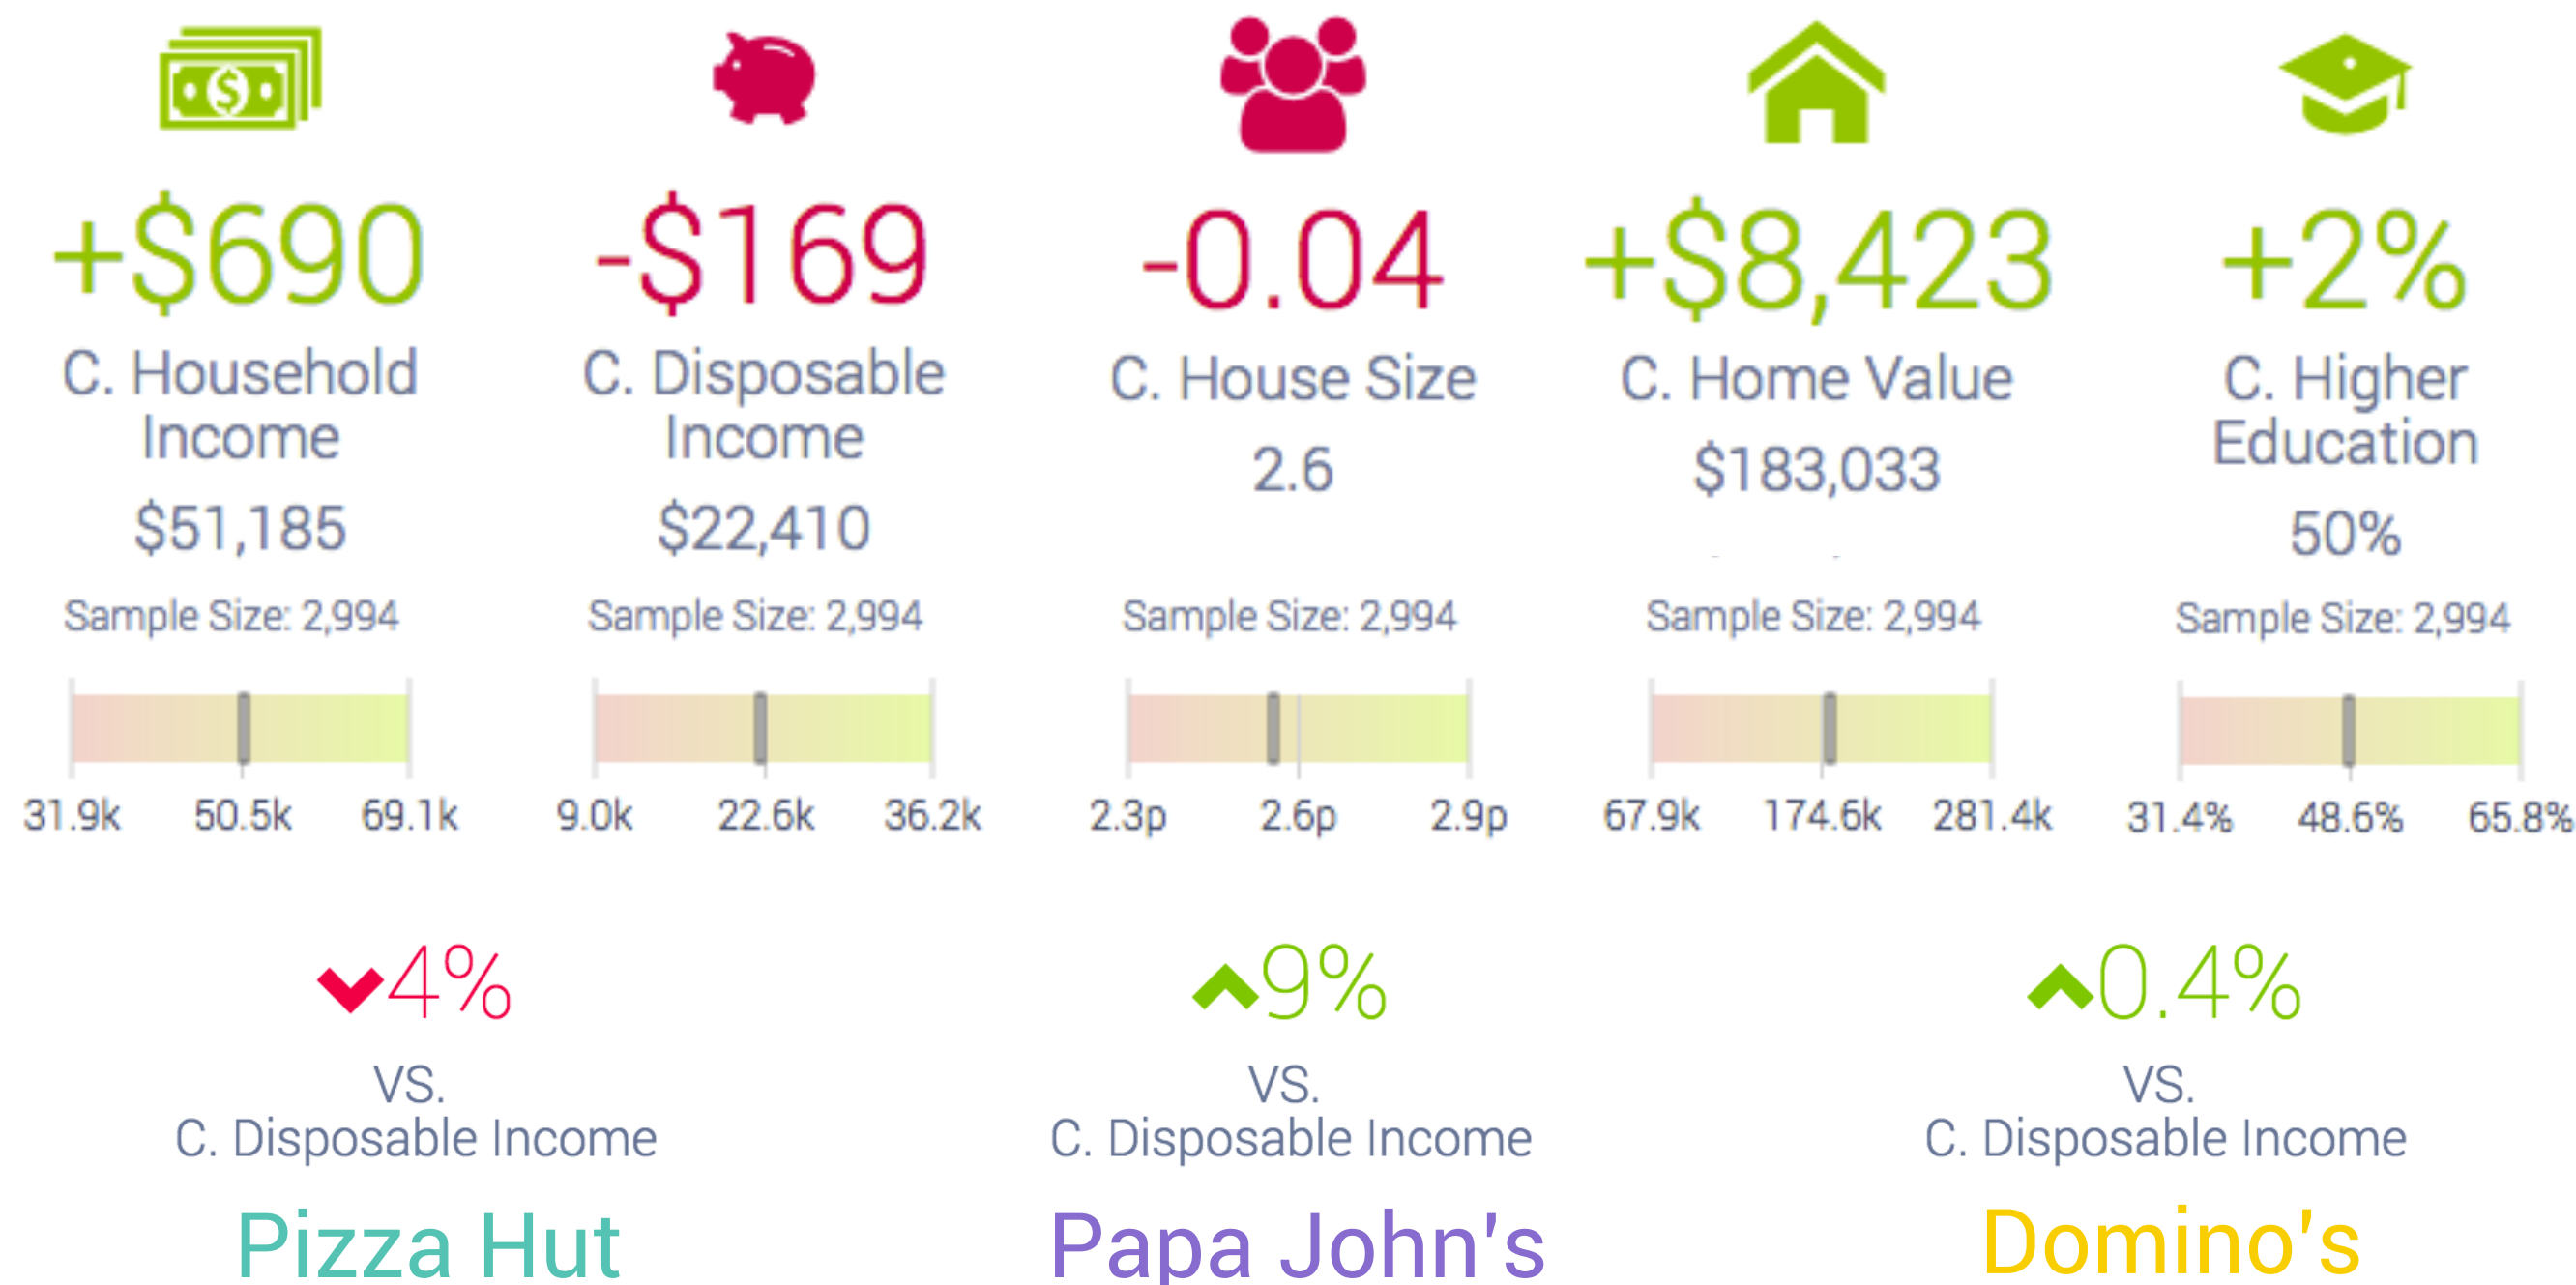 +$690
C. Household
Income
$51,185
Sample Size: 2,994
31.9k 50.5k 69.1k
-$169
C. Disposable
Income
$22,410
Sample Size: 2,994
9.0k 22.6k 36.2k
-0.04
C. House Size
2.6
Sample Size: 2,994
2.3p 2.6p 2.9p
+$8,423
C. Home Value
$183,033
Sample Size: 2,994
67.9k 174.6k 281.4k
+2%
C. Higher
Education
50%
Sample Size: 2,994
31.4% 48.6% 65.8%
4%
VS.
C. Disposable Income
Pizza Hut
9%
VS.
C. Disposable Income
Papa John's
0.4%
VS.
C. Disposable Income
Domino's